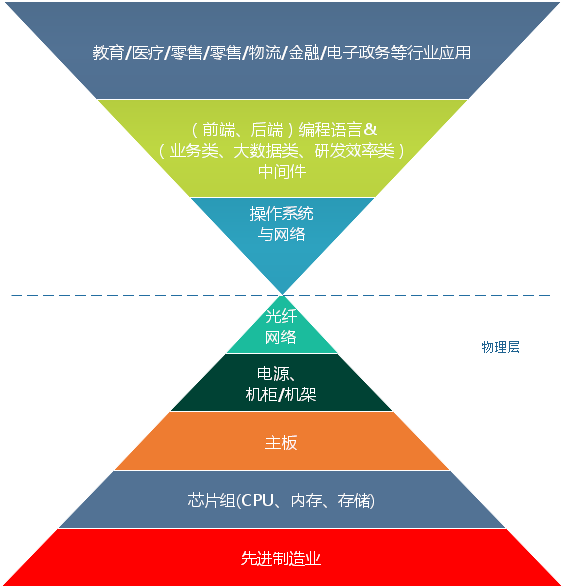 教育/医疗/零售/零售/物流/金融/电子政务等行业应用
（前端、后端）编程语言&
（业务类、大数据类、研发效率类）
中间件
操作系统
与网络
光纤
网络
物理层
电源、
机柜/机架
主板
芯片组(CPU、内存、存储)
先进制造业